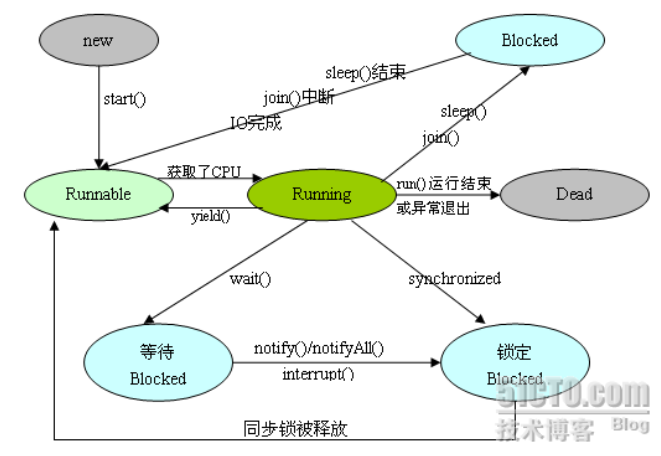 new
Blocked
sleep()结束
join()中断
IO完成
start()
sleep()
join()
获取了CPU
Runnable
Running
run()运行结束
或异常退出
Dead
yield()
wait()
synchronized
等待
Blocked
notify()/notifyAll()
interrupt()
锁定
Blocked
同步锁被释放
51CTO.com
技术博客 Blog